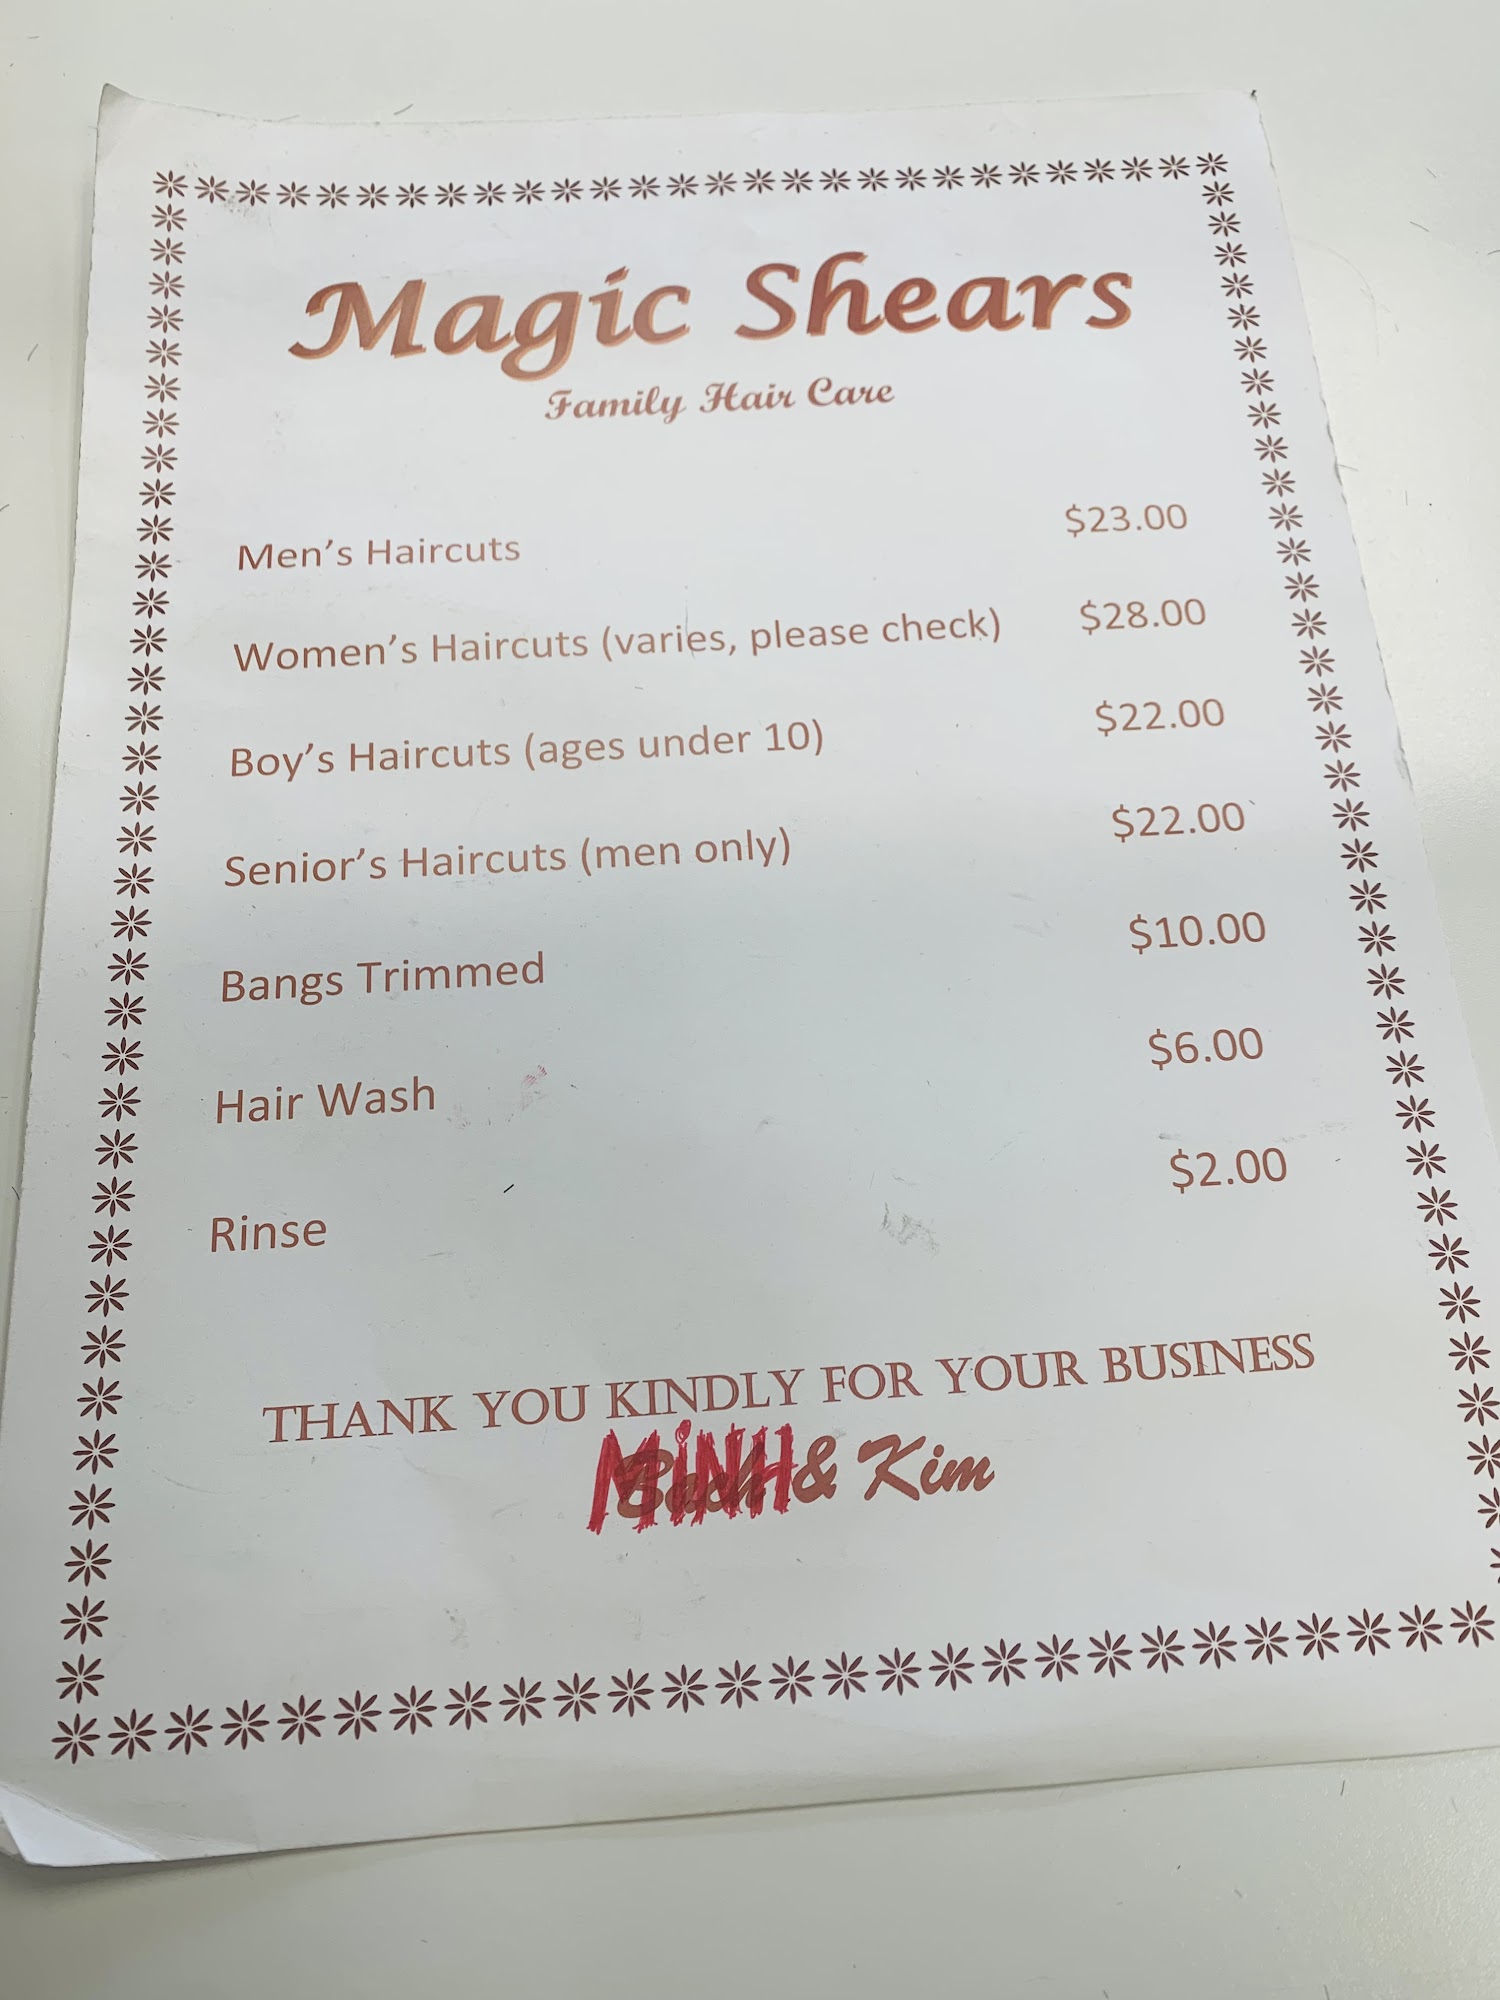 Magic Shears
Family Hair Care
Men's Haircuts $23.00
Women's Haircuts (varies, please check) $28.00
Boy's Haircuts (ages under 10) $22.00
Senior's Haircuts (men only) $22.00
Bangs Trimmed $10.00
Hair Wash $6.00
Rinse $2.00
THANK YOU KINDLY FOR YOUR BUSINESS
MiNH & Kim